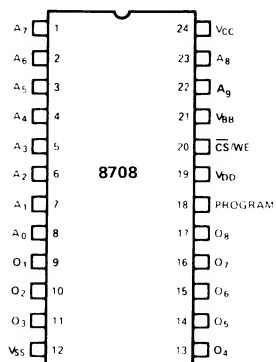 A7 1 24 VCC
A6 2 23 A8
A5 3 22 A9
A4 4 21 VBB
A3 5 20 CS/WE
A2 6 8708 19 VDD
A1 7 18 PROGRAM
A0 8 17 O8
O1 9 16 O7
O2 10 15 O6
O3 11 14 O5
VSS 12 13 O4